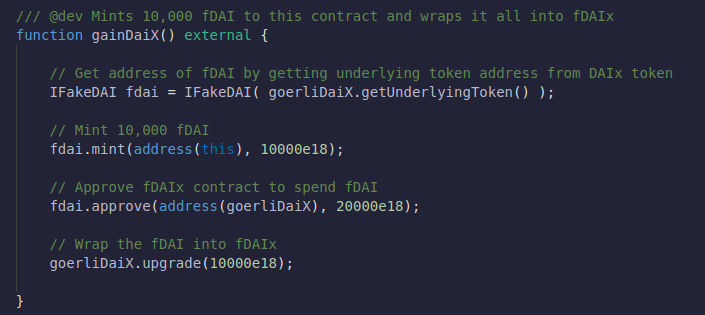 /// @dev Mints 10,000 fDAI to this contract and wraps it all into fDAIx
function gainDaiX() external {
// Get address of fDAI by getting underlying token address from DAIx token
IFakeDAI fdai = IFakeDAI( goerliDaiX.getUnderlyingToken() );
// Mint 10,000 fDAI
fdai.mint(address(this), 10000e18);
// Approve fDAIx contract to spend fDAI
fdai.approve(address(goerliDaiX), 20000e18);
// Wrap the fDAI into fDAIx
goerliDaiX.upgrade(10000e18);
}